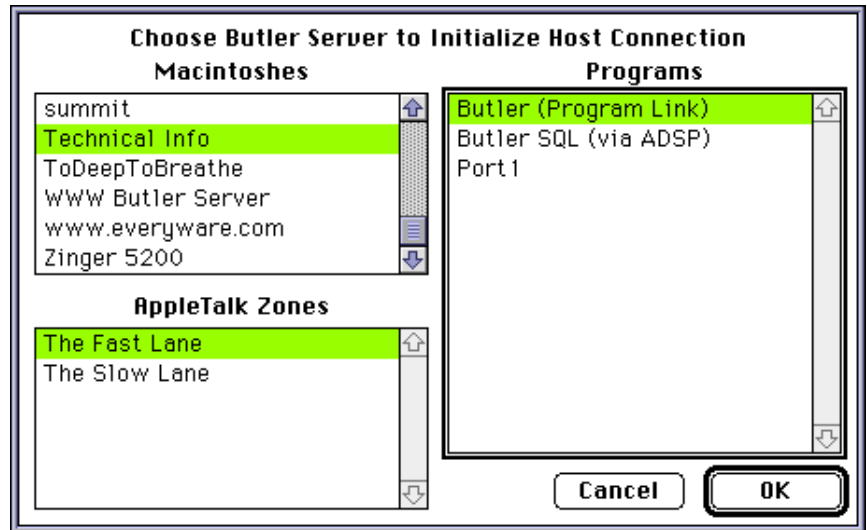 Choose Butler Server to Initialize Host Connection
Macintoshes
summit
Technical Info
ToDeepToBreathe
WWW Butler Server
www.everyware.com
Zinger 5200
AppleTalk Zones
The Fast Lane
The Slow Lane
Programs
Butler (Program Link)
Butler SQL (via ADSP)
Port1
Cancel
OK